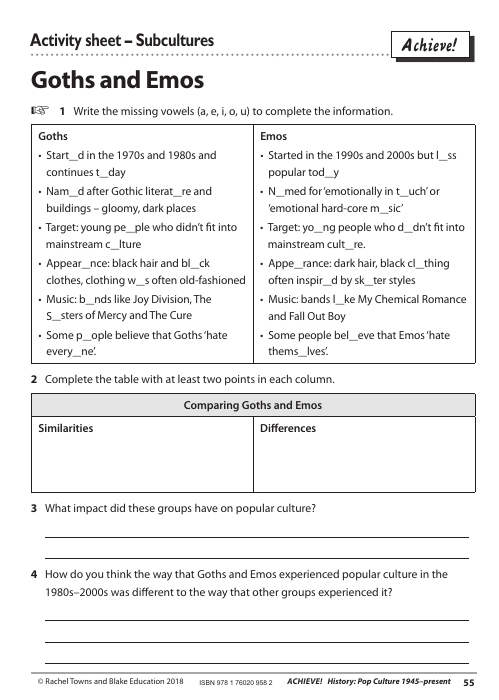 Activity sheet – Subcultures
Achieve!
Goths and Emos
1 Write the missing vowels (a, e, i, o, u) to complete the information.
Goths
• Start__d in the 1970s and 1980s and
continues t__day
• Nam__d after Gothic literat__re and
buildings – gloomy, dark places
• Target: young pe__ple who didn't fit into
mainstream c__lture
• Appear__nce: black hair and bl__ck
clothes, clothing w__s often old-fashioned
• Music: b__nds like Joy Division, The
S__sters of Mercy and The Cure
• Some p__ople believe that Goths 'hate
every__ne'.
Emos
• Started in the 1990s and 2000s but l__ss
popular tod__y
• N__med for 'emotionally in t__uch' or
'emotional hard-core m__sic'
• Target: yo__ng people who d__dn't fit into
mainstream cult__re.
• Appe__rance: dark hair, black cl__thing
often inspir__d by sk__ter styles
• Music: bands l__ke My Chemical Romance
and Fall Out Boy
• Some people bel__eve that Emos 'hate
thems__lves'.
2 Complete the table with at least two points in each column.
Comparing Goths and Emos
Similarities
Differences
3 What impact did these groups have on popular culture?
4 How do you think the way that Goths and Emos experienced popular culture in the
1980s–2000s was different to the way that other groups experienced it?
© Rachel Towns and Blake Education 2018 ISBN 978 1 76020 958 2 ACHIEVE! History: Pop Culture 1945–present 55